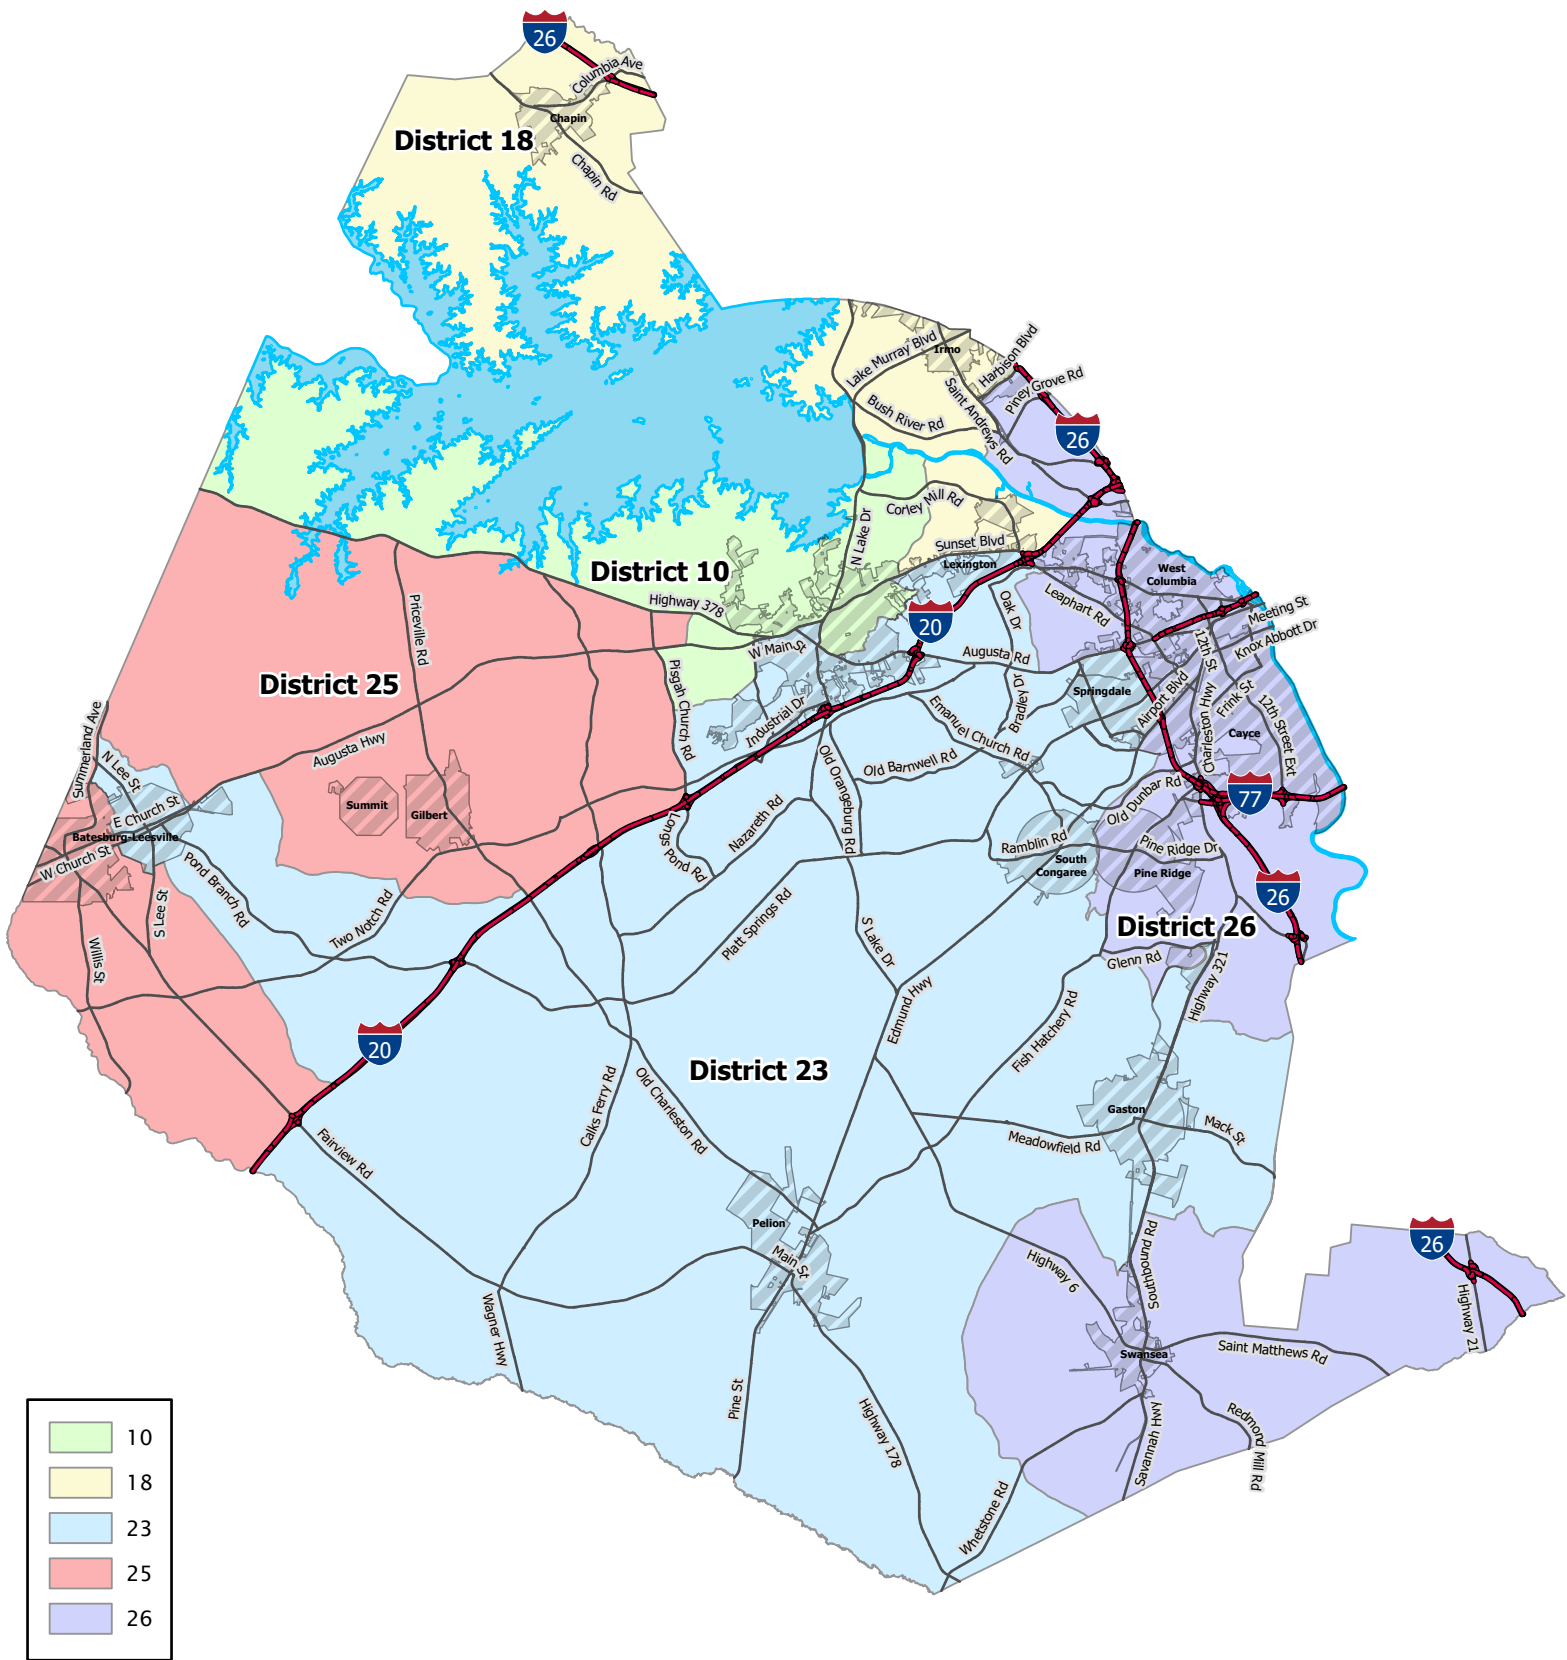 26
Columbia Ave
Chapin
District 18
Chapin Rd
Lake Murray Blvd
Irmo
Harbison Blvd
Piney Grove Rd
Saint Andrews Rd
Bush River Rd
26
Corley Mill Rd
N Lake Dr
Sunset Blvd
Lexington
District 10
Highway 378
West
Columbia
Meeting St
Knox Abbott Dr
Leaphart Rd
Oak Dr
20
12th St
Priceville Rd
W Main St
Augusta Rd
District 25
Pisgah Church Rd
Springdale
Airport Blvd
Bradley Dr
Charleston Hwy
Frink St
12th Street Ext
Cayce
Industrial Dr
Emanuel Church Rd
Summerland Ave
Augusta Hwy
N Lee St
Old Barnwell Rd
Old Orangeburg Rd
Old Dunbar Rd
77
E Church St
Summit
Gilbert
Batesburg-Leesville
W Church St
Longs Pond Rd
Nazareth Rd
Ramblin Rd
Pine Ridge Dr
South
Congaree
Pine Ridge
26
Pond Branch Rd
S Lee St
Two Notch Rd
Platt Springs Rd
S Lake Dr
District 26
Willis St
Glenn Rd
Highway 321
Edmund Hwy
Fish Hatchery Rd
20
District 23
Calks Ferry Rd
Old Charleston Rd
Gaston
Mack St
Meadowfield Rd
Fairview Rd
Pelion
Main St
Southbound Rd
Highway 6
26
Highway 21
Wagner Hwy
Swansea
Saint Matthews Rd
Pine St
Highway 178
Savannah Hwy
Redmond Mill Rd
Whetstone Rd
10
18
23
25
26